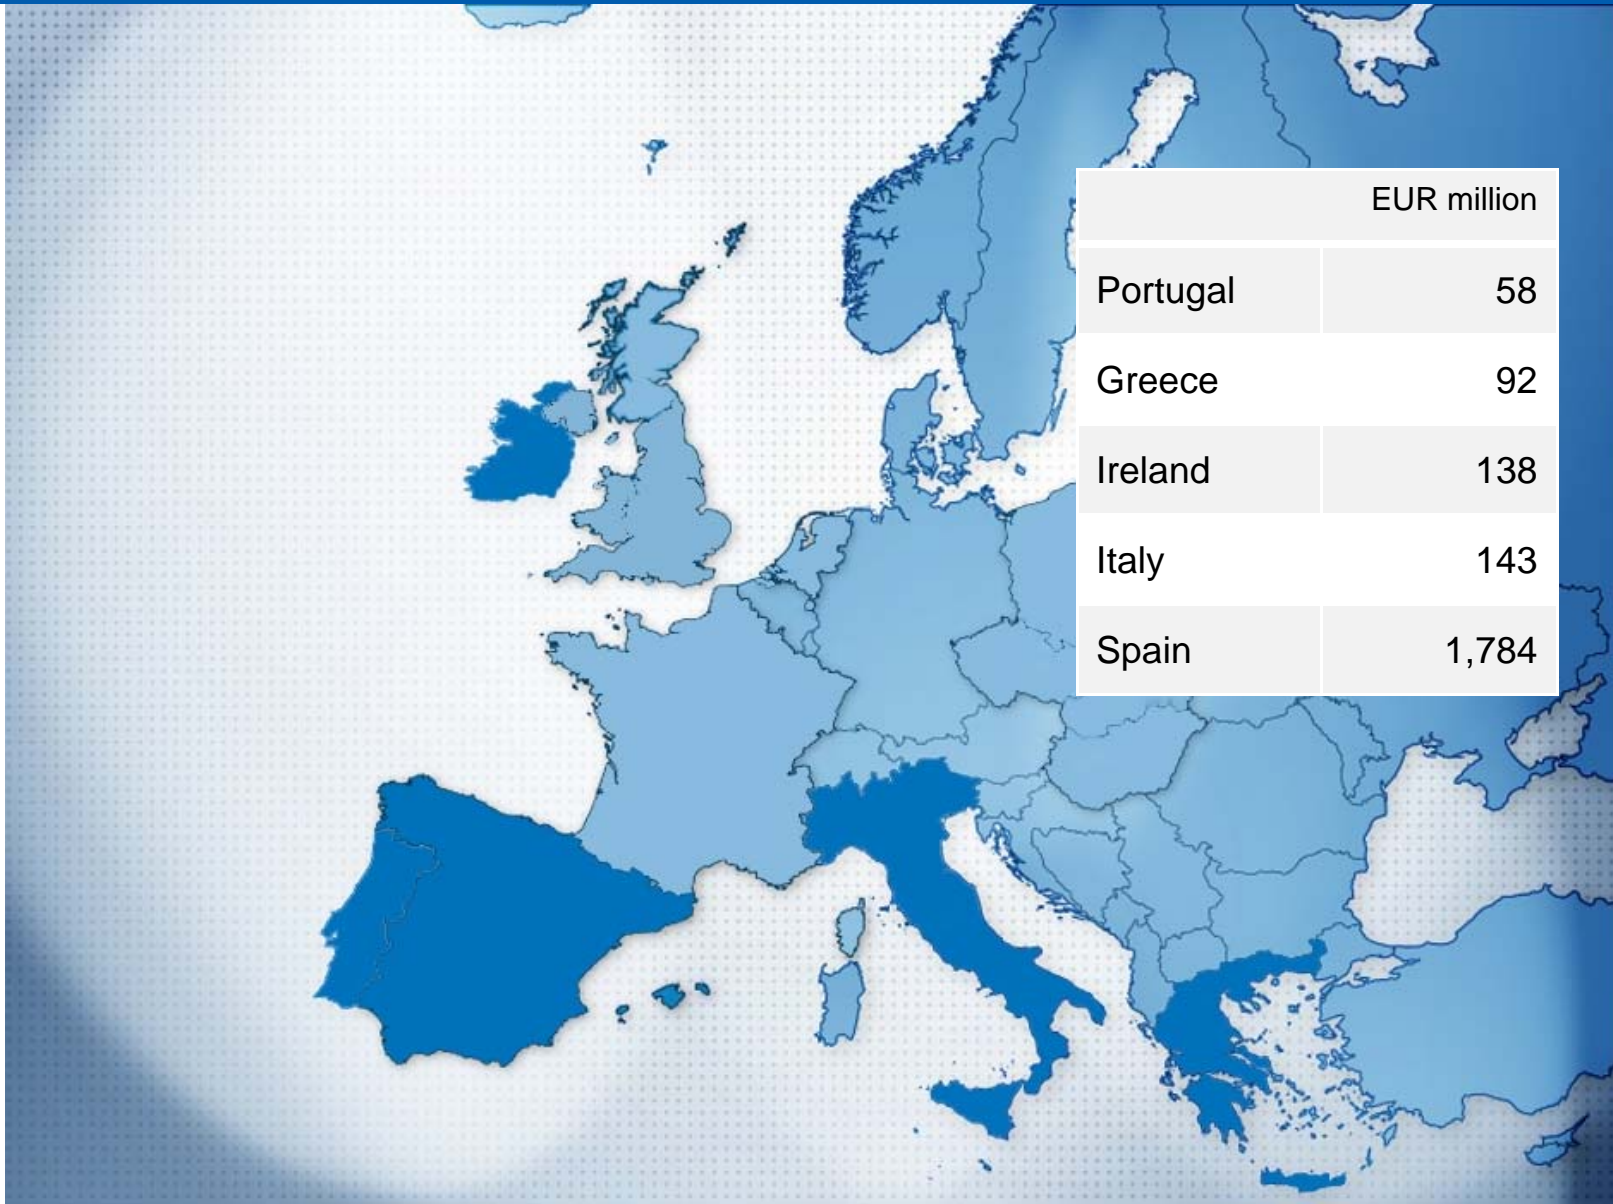 EUR million
Portugal 58
Greece 92
Ireland 138
Italy 143
Spain 1,784